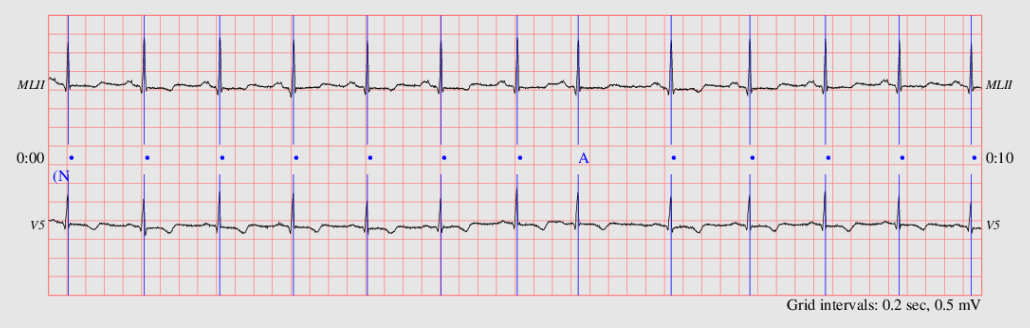 MLII MLII
0:00 • • • • • • • A • • • • • 0:10
(N
V5 V5
Grid intervals: 0.2 sec, 0.5 mV